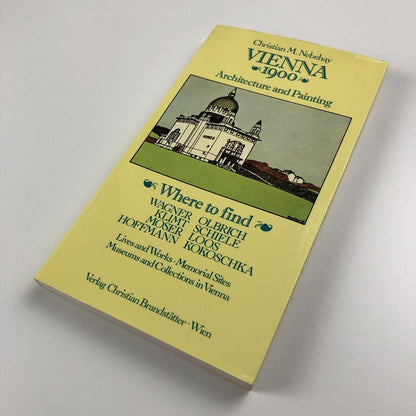 Christian M. Nebehay
VIENNA
1900
Architecture and Painting
Where to find
WAGNER OLBRICH
KLIMT SCHIELE
MOSER LOOS
HOFFMANN KOKOSCHKA
Lives and Works · Memorial Sites
Museums and Collections in Vienna
Verlag Christian Brandstätter · Wien